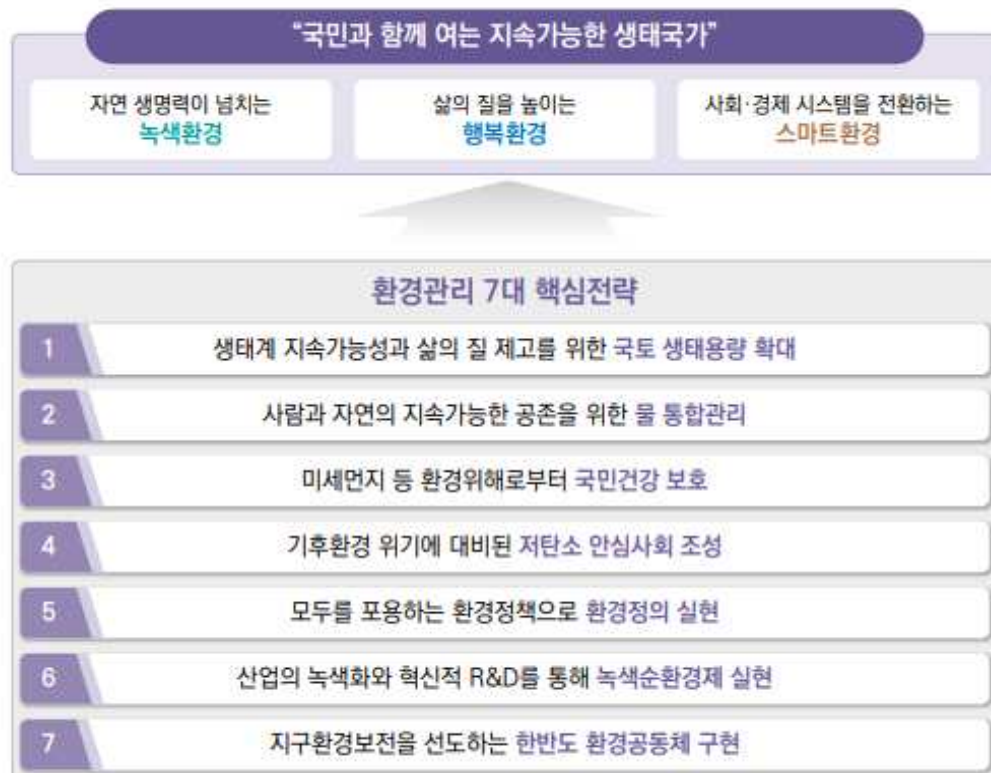 “국민과 함께 여는 지속가능한 생태국가”
자연 생명력이 넘치는
녹색환경
삶의 질을 높이는
행복환경
사회·경제 시스템을 전환하는
스마트환경
환경관리 7대 핵심전략
1 생태계 지속가능성과 삶의 질 제고를 위한 국토 생태용량 확대
2 사람과 자연의 지속가능한 공존을 위한 물 통합관리
3 미세먼지 등 환경위해로부터 국민건강 보호
4 기후환경 위기에 대비된 저탄소 안심사회 조성
5 모두를 포용하는 환경정책으로 환경정의 실현
6 산업의 녹색화와 혁신적 R&D를 통해 녹색순환경제 실현
7 지구환경보전을 선도하는 한반도 환경공동체 구현